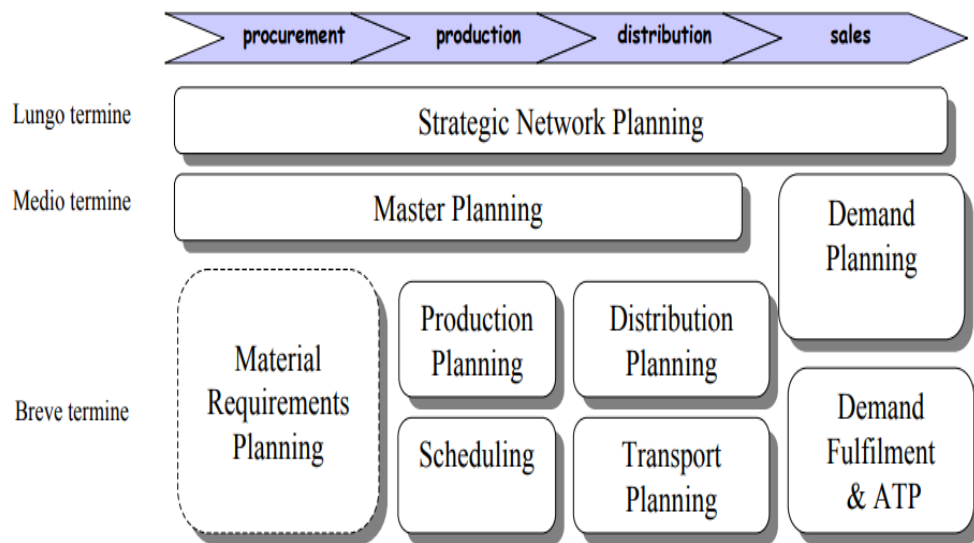 procurement production distribution sales
Lungo termine
Strategic Network Planning
Medio termine
Master Planning
Demand
Planning
Breve termine
Material
Requirements
Planning
Production
Planning
Distribution
Planning
Scheduling
Transport
Planning
Demand
Fulfilment
& ATP